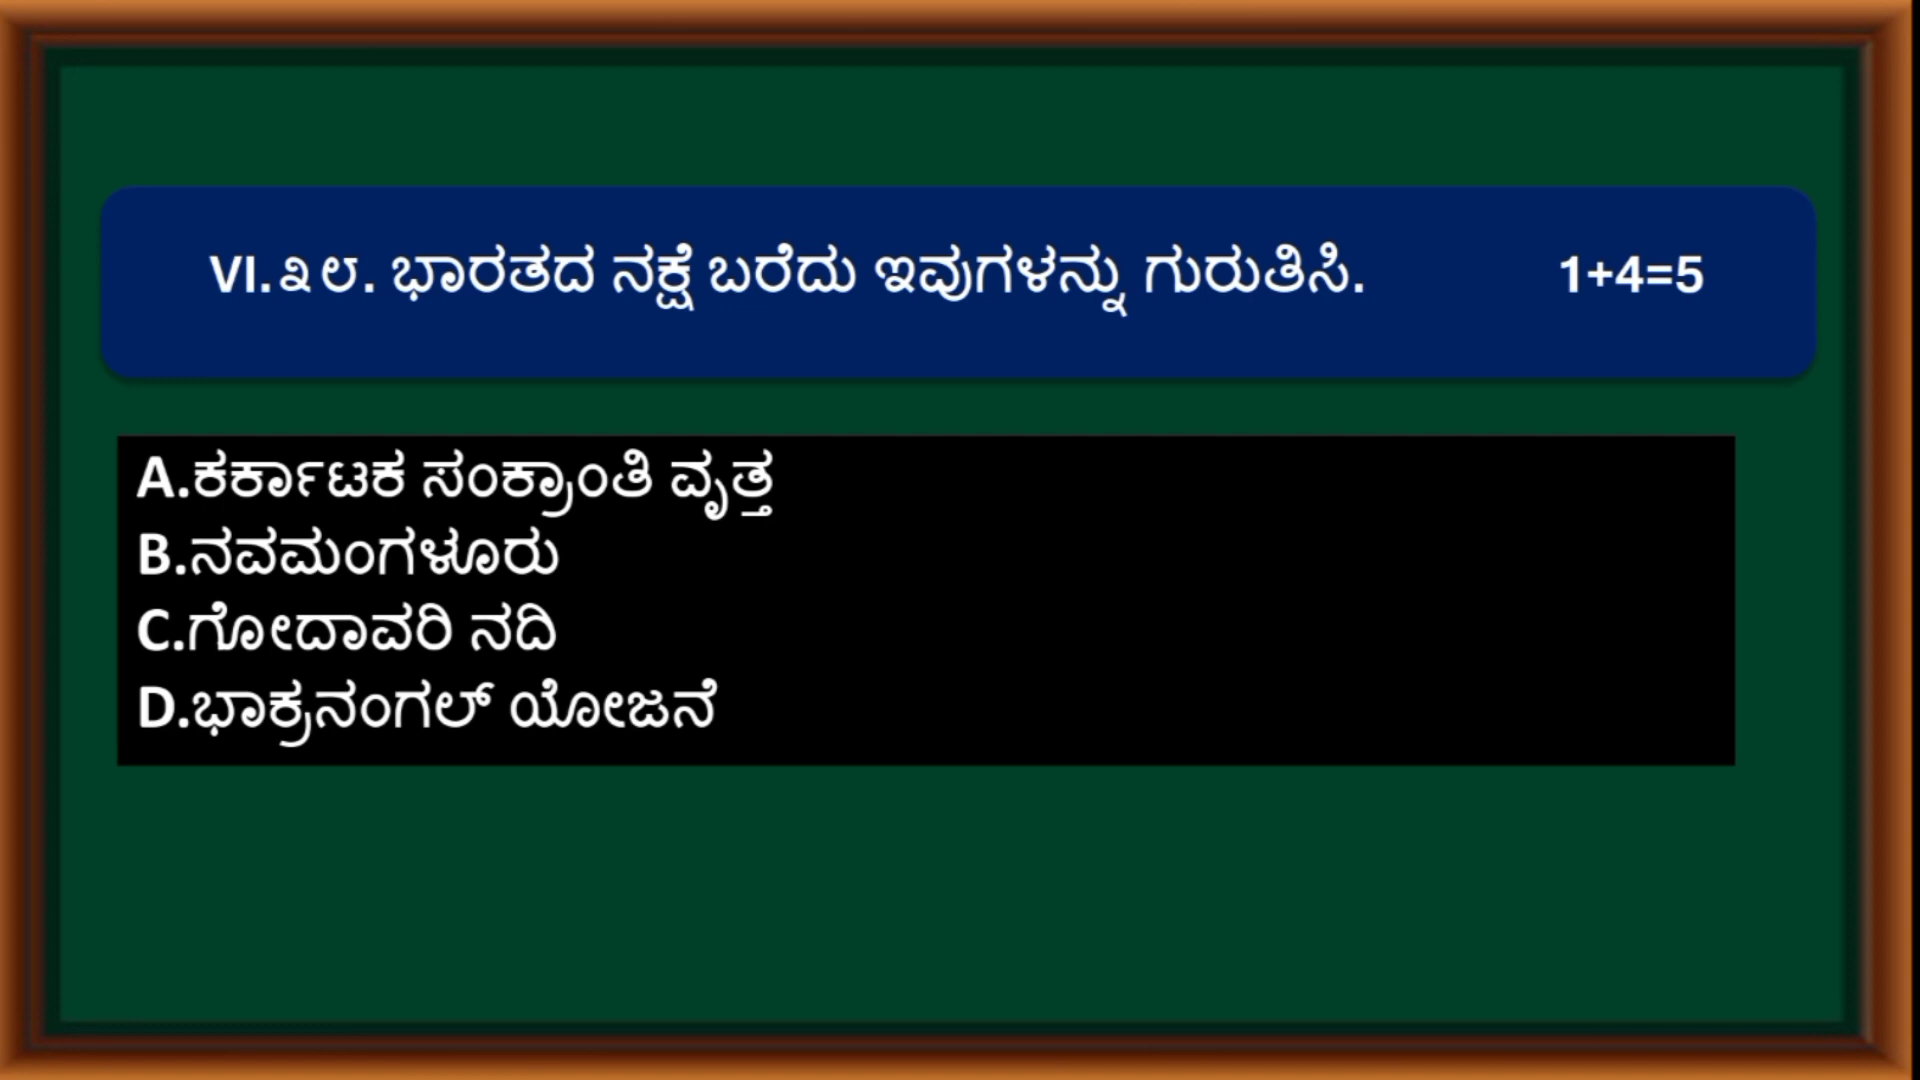 VI.೩೮. ಭಾರತದ ನಕ್ಷೆ ಬರೆದು ಇವುಗಳನ್ನು ಗುರುತಿಸಿ. 1+4=5
A.ಕರ್ಕಾಟಕ ಸಂಕ್ರಾಂತಿ ವೃತ್ತ
B.ನವಮಂಗಳೂರು
C.ಗೋದಾವರಿ ನದಿ
D.ಭಾಕ್ರನಂಗಲ್ ಯೋಜನೆ